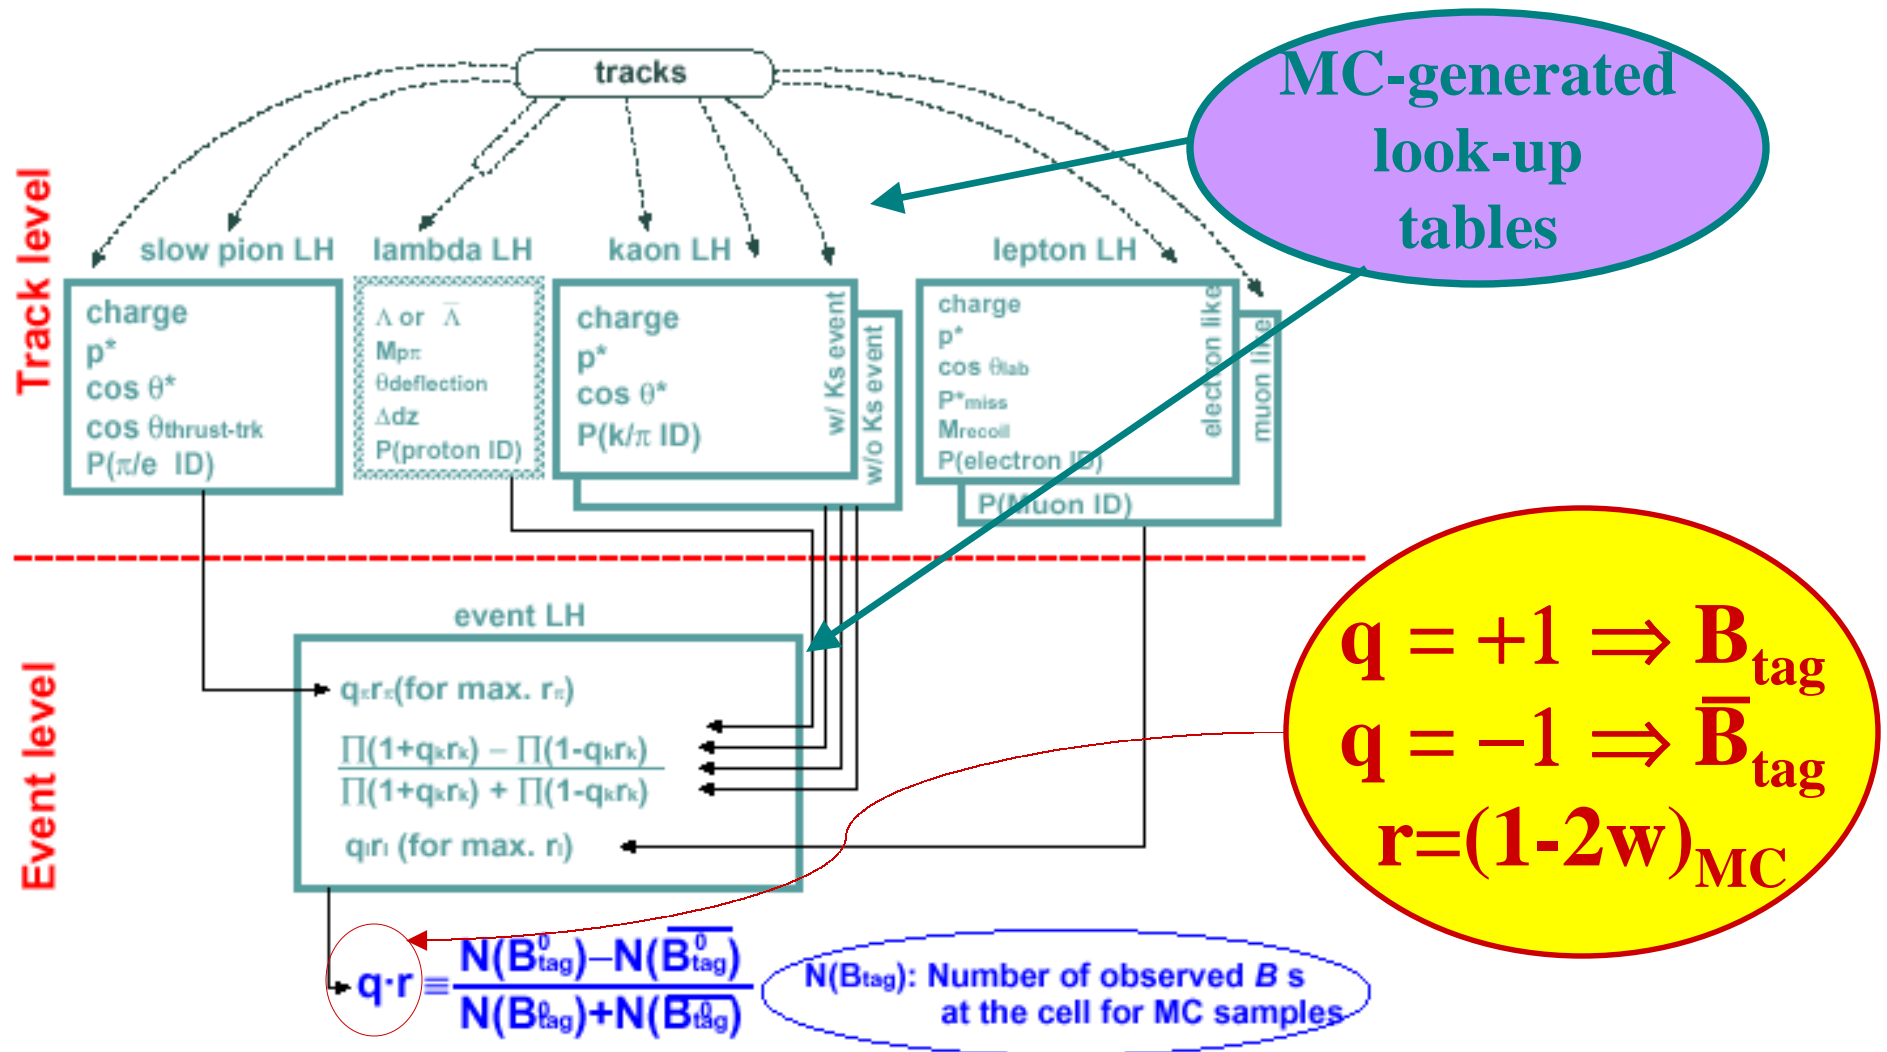 tracks
MC-generated
look-up
tables
Track level
slow pion LH
charge
p*
cos θ*
cos θthrust-trk
P(π/e ID)
lambda LH
Λ or Λ̅
Mpπ
θdeflection
Δdz
P(proton ID)
kaon LH
charge
p*
cos θ*
P(k/π ID)
w/ Ks event
w/o Ks event
lepton LH
charge
p*
cos θlab
P*miss
Mrecoil
P(electron ID)
electron like
P(Muon ID)
muon like
Event level
event LH
qπrπ(for max. rπ)
∏(1+qkrk) − ∏(1-qkrk)
∏(1+qkrk) + ∏(1-qkrk)
qlrl (for max. rl)
q = +1 ⇒ B_tag
q = −1 ⇒ B̅_tag
r=(1-2w)_MC
q·r ≡ N(B⁰tag)−N(B̅⁰tag)
N(B⁰tag)+N(B̅⁰tag)
N(Btag): Number of observed B s
at the cell for MC samples